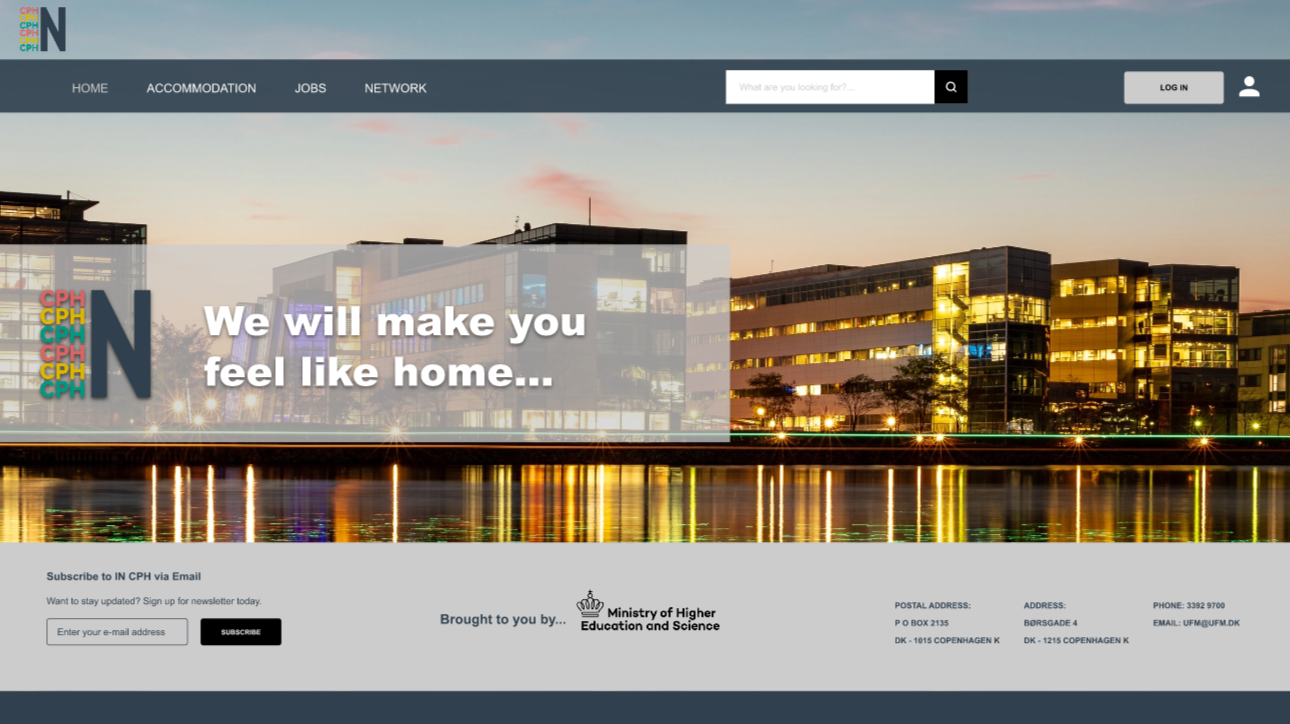 CPH
CPH
CPH
CPH
CPH
CPH
N
HOME ACCOMMODATION JOBS NETWORK
What are you looking for?...
LOG IN
CPH
CPH
CPH
CPH
CPH
CPH
N
We will make you
feel like home...
Subscribe to IN CPH via Email
Want to stay updated? Sign up for newsletter today.
Enter your e-mail address
SUBSCRIBE
Brought to you by...
Ministry of Higher
Education and Science
POSTAL ADDRESS:
P O BOX 2135
DK - 1015 COPENHAGEN K
ADDRESS:
BØRSGADE 4
DK - 1215 COPENHAGEN K
PHONE: 3392 9700
EMAIL: UFM@UFM.DK